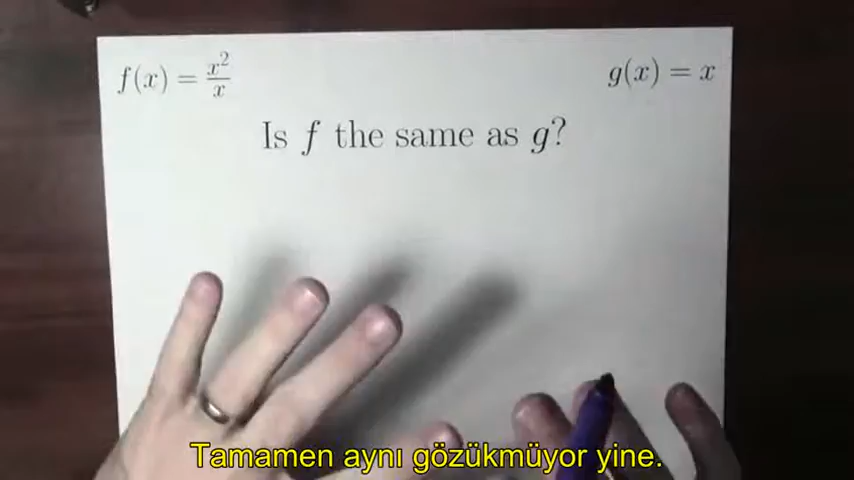 f(x) = x²/x
g(x) = x
Is f the same as g?
Tamamen aynı gözükmüyor yine.